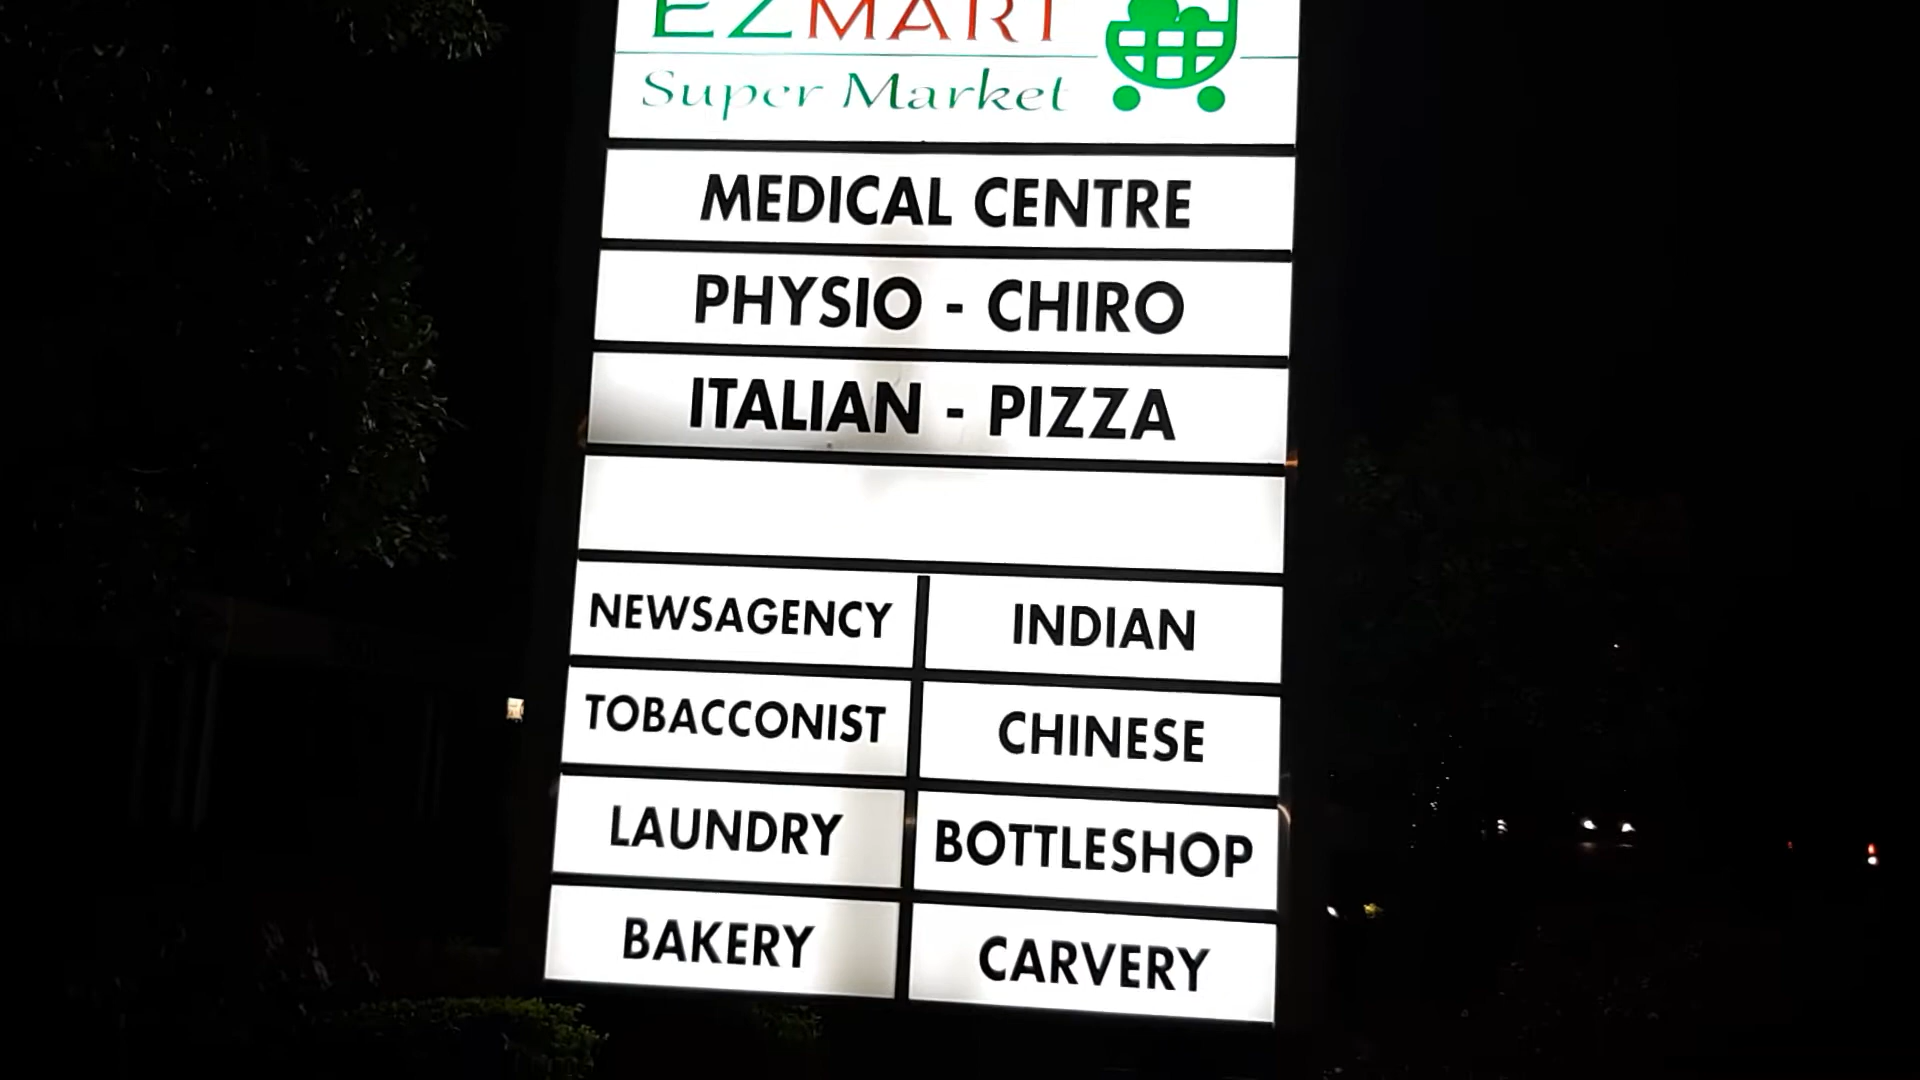 EZMART
Super Market
MEDICAL CENTRE
PHYSIO - CHIRO
ITALIAN - PIZZA
NEWSAGENCY
INDIAN
TOBACCONIST
CHINESE
LAUNDRY
BOTTLESHOP
BAKERY
CARVERY